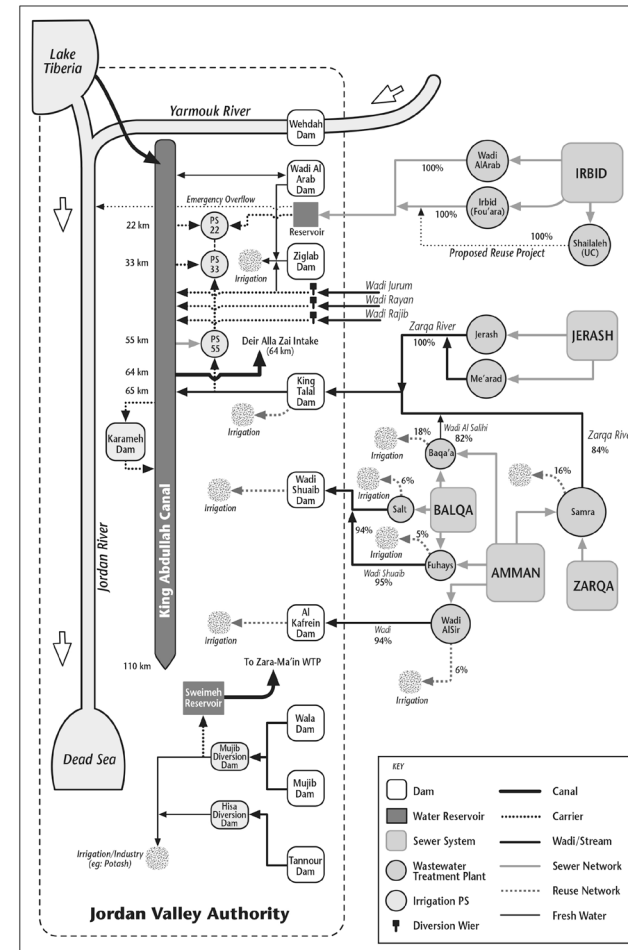 Lake
Tiberia
Yarmouk River
Wehdah
Dam
Wadi Al
Arab
Dam
Emergency Overflow
22 km
PS
22
Reservoir
33 km
PS
33
Irrigation
Ziglab
Dam
Wadi Jurum
Wadi Rayan
Wadi Rajib
100%
Wadi
AlArab
IRBID
100%
Irbid
(Fou'ara)
100%
Proposed Reuse Project
Shailaleh
(UC)
55 km
PS
55
Deir Alla Zai Intake
(64 km)
64 km
65 km
King
Talal
Dam
Zarqa River
100%
Jerash
JERASH
Me'arad
Karameh
Dam
Irrigation
18%
Wadi Al Salihi
82%
Irrigation
Baqa'a
Zarqa Rive
84%
16%
Samra
Wadi
Shuaib
Dam
Irrigation
6%
Irrigation
Salt
BALQA
94%
5%
Irrigation
Fuhays
Wadi Shuaib
95%
AMMAN
ZARQA
King Abdullah Canal
Jordan River
Al
Kafrein
Dam
Irrigation
Wadi
94%
Wadi
AlSir
6%
Irrigation
110 km
To Zara-Ma'in WTP
Sweimeh
Reservoir
Dead Sea
Wala
Dam
Mujib
Diversion
Dam
Mujib
Dam
Hisa
Diversion
Dam
Irrigation/Industry
(eg: Potash)
Tannour
Dam
Jordan Valley Authority
KEY
Dam
Water Reservoir
Sewer System
Wastewater
Treatment Plant
Irrigation PS
Diversion Wier
Canal
Carrier
Wadi/Stream
Sewer Network
Reuse Network
Fresh Water